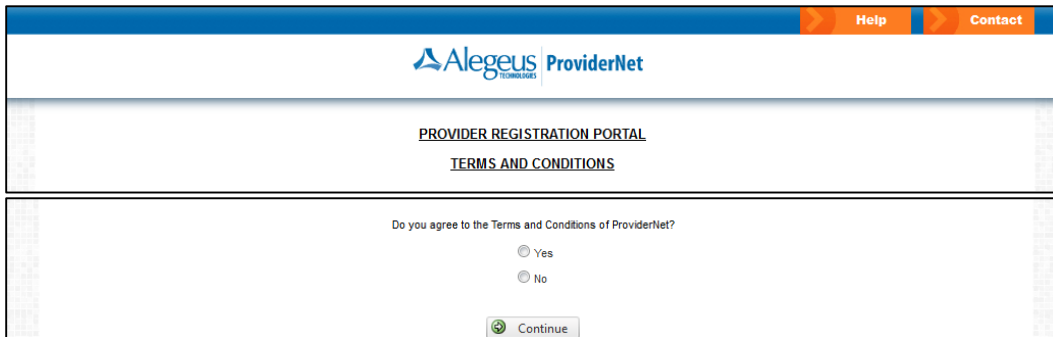 Help Contact
Alegeus ProviderNet
TECHNOLOGIES
PROVIDER REGISTRATION PORTAL
TERMS AND CONDITIONS
Do you agree to the Terms and Conditions of ProviderNet?
Yes
No
Continue